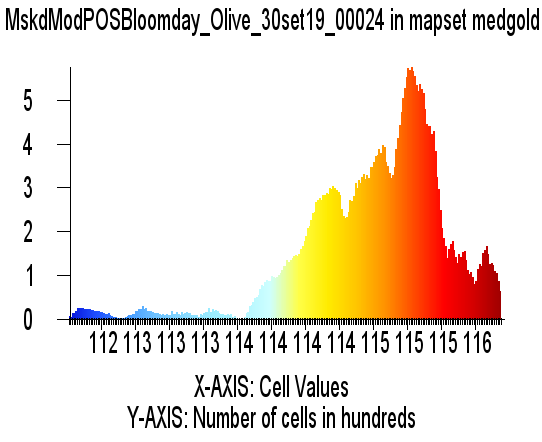 MskdModPOSBloomday_Olive_30set19_00024 in mapset medgold
5
4
3
2
1
0
112 113 113 113 114 114 114 114 115 115 115 116
X-AXIS: Cell Values
Y-AXIS: Number of cells in hundreds